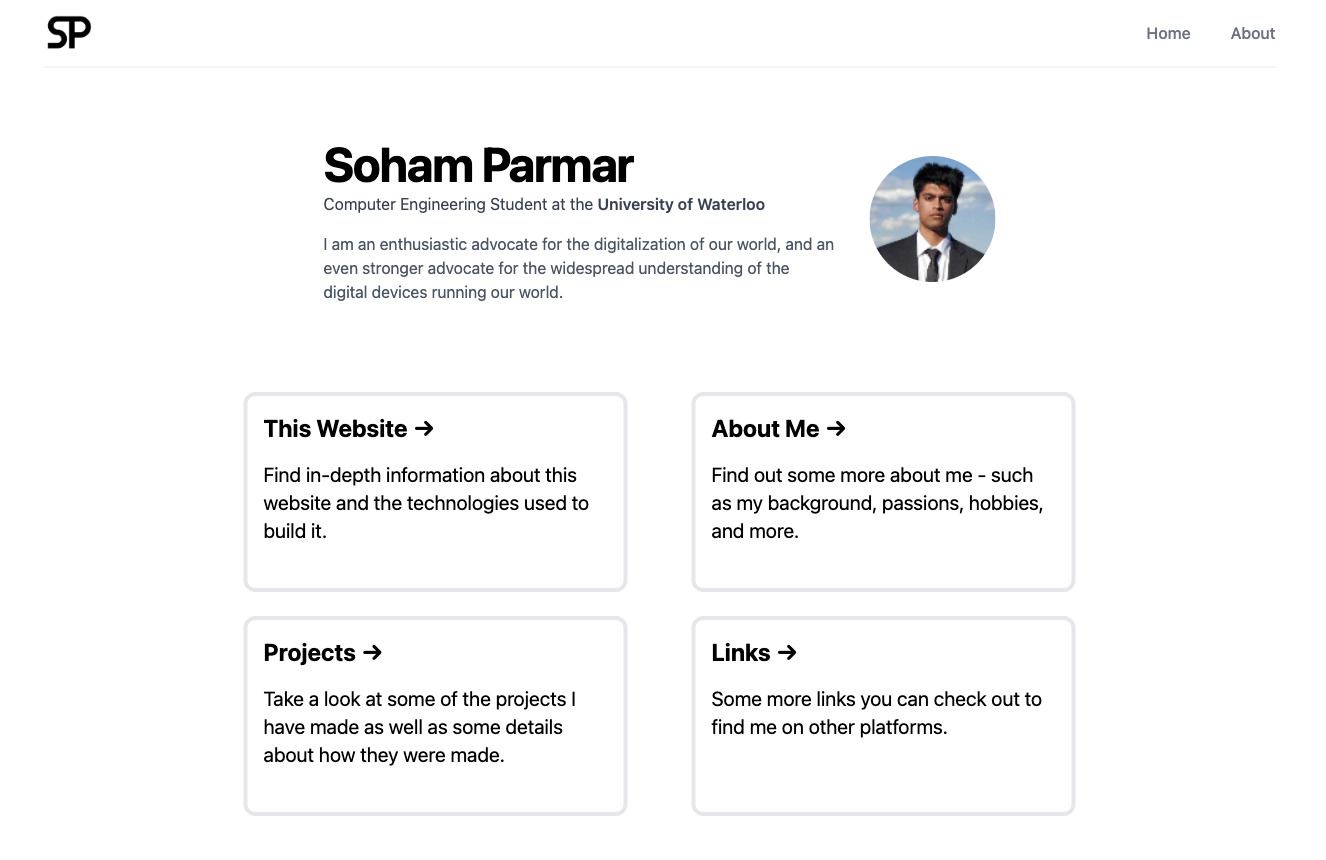 SP
Home
About
Soham Parmar
Computer Engineering Student at the University of Waterloo
I am an enthusiastic advocate for the digitalization of our world, and an
even stronger advocate for the widespread understanding of the
digital devices running our world.
This Website →
Find in-depth information about this
website and the technologies used to
build it.
About Me →
Find out some more about me - such
as my background, passions, hobbies,
and more.
Projects →
Take a look at some of the projects I
have made as well as some details
about how they were made.
Links →
Some more links you can check out to
find me on other platforms.